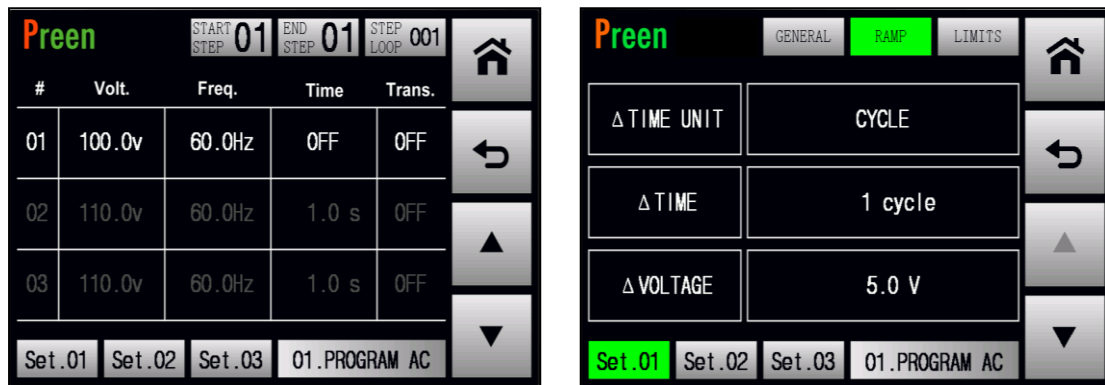 Preen START STEP 01 END STEP 01 STEP LOOP 001
# Volt. Freq. Time Trans.
01 100.0v 60.0Hz OFF OFF
02 110.0v 60.0Hz 1.0 s OFF
03 110.0v 60.0Hz 1.0 s OFF
Set.01 Set.02 Set.03 01.PROGRAM AC
Preen GENERAL RAMP LIMITS
Δ TIME UNIT CYCLE
Δ TIME 1 cycle
Δ VOLTAGE 5.0 V
Set.01 Set.02 Set.03 01.PROGRAM AC